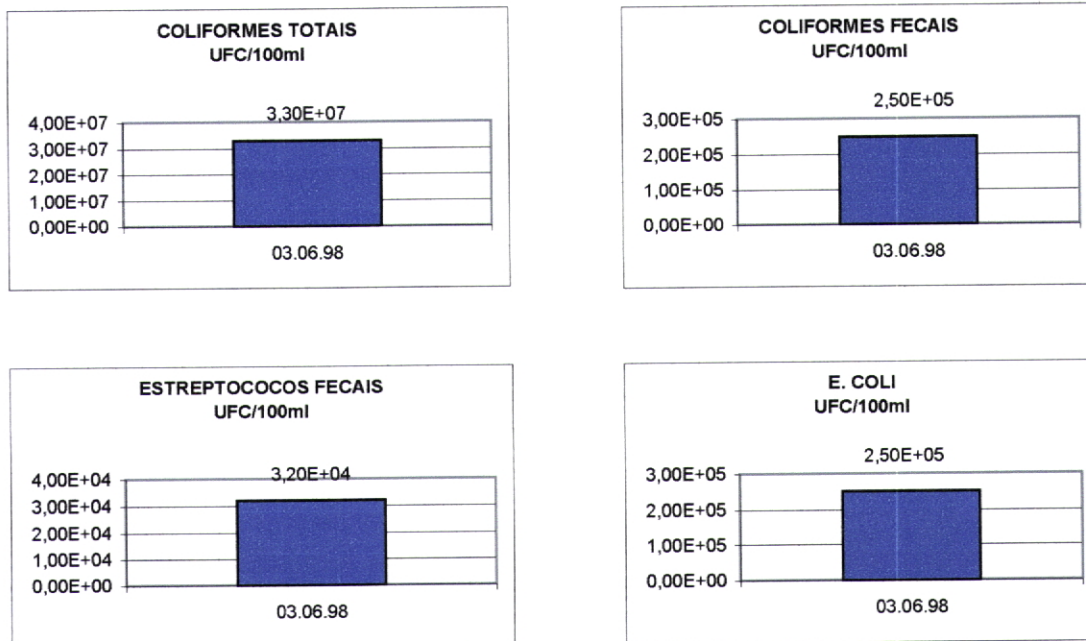 COLIFORMES TOTAIS
UFC/100ml
3,30E+07
4,00E+07
3,00E+07
2,00E+07
1,00E+07
0,00E+00
03.06.98
COLIFORMES FECAIS
UFC/100ml
2,50E+05
3,00E+05
2,00E+05
1,00E+05
0,00E+00
03.06.98
ESTREPTOCOCOS FECAIS
UFC/100ml
3,20E+04
4,00E+04
3,00E+04
2,00E+04
1,00E+04
0,00E+00
03.06.98
E. COLI
UFC/100ml
2,50E+05
3,00E+05
2,00E+05
1,00E+05
0,00E+00
03.06.98